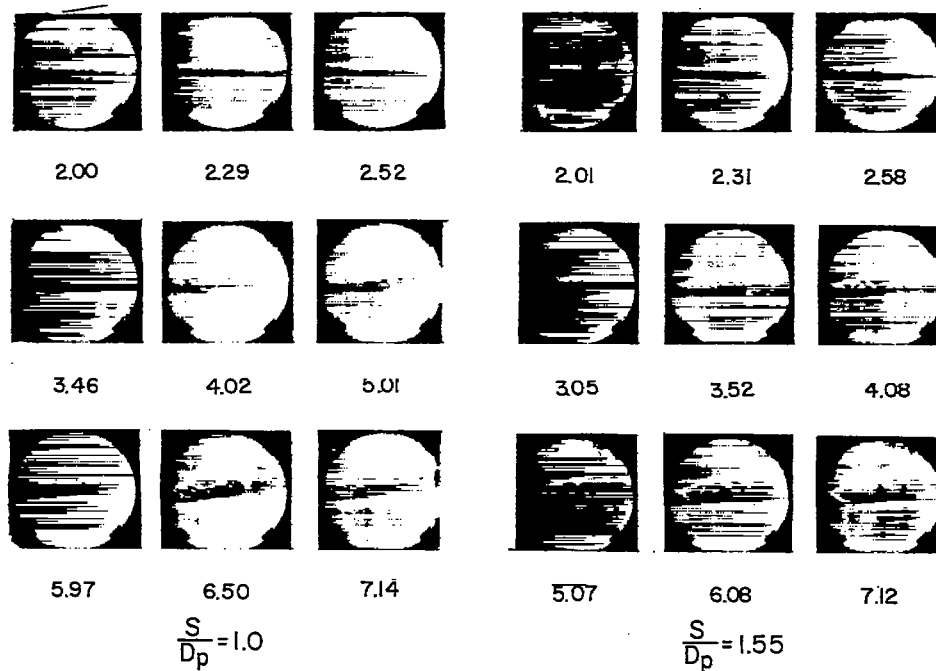 2.00 2.29 2.52 2.01 2.31 2.58
3.46 4.02 5.01 3.05 3.52 4.08
5.97 6.50 7.14 5.07 6.08 7.12
S/Dp = 1.0 S/Dp = 1.55